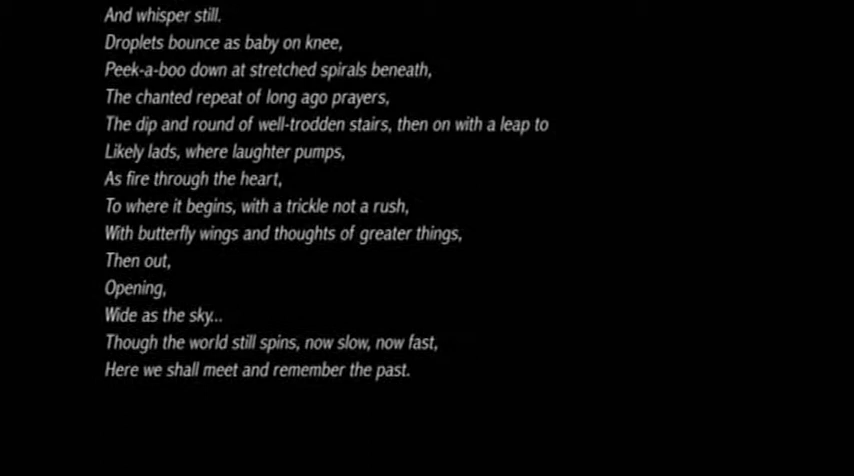 And whisper still.
Droplets bounce as baby on knee,
Peek-a-boo down at stretched spirals beneath,
The chanted repeat of long ago prayers,
The dip and round of well-trodden stairs, then on with a leap to
Likely lads, where laughter pumps,
As fire through the heart,
To where it begins, with a trickle not a rush,
With butterfly wings and thoughts of greater things,
Then out,
Opening,
Wide as the sky...
Though the world still spins, now slow, now fast,
Here we shall meet and remember the past.